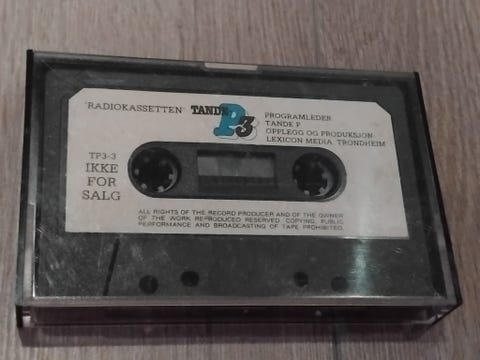 "RADIOKASSETTEN" TANDE P3
PROGRAMLEDER:
TANDE P
OPPLEGG OG PRODUKSJON:
LEXICON MEDIA TRONDHEIM
TP3-3
IKKE
FOR
SALG
ALL RIGHTS OF THE RECORD PRODUCER AND OF THE OWNER
OF THE WORK REPRODUCED RESERVED COPYING, PUBLIC
PERFORMANCE AND BROADCASTING OF TAPE PROHIBITED.